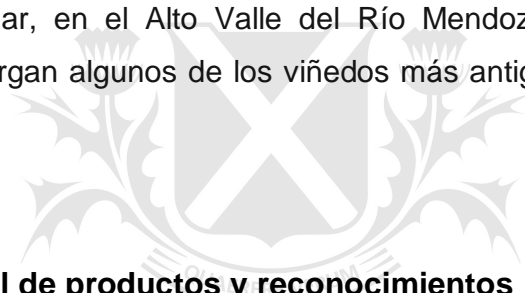 ar, en el Alto Valle del Río Mendoz
rgan algunos de los viñedos más antig
l de productos y reconocimientos